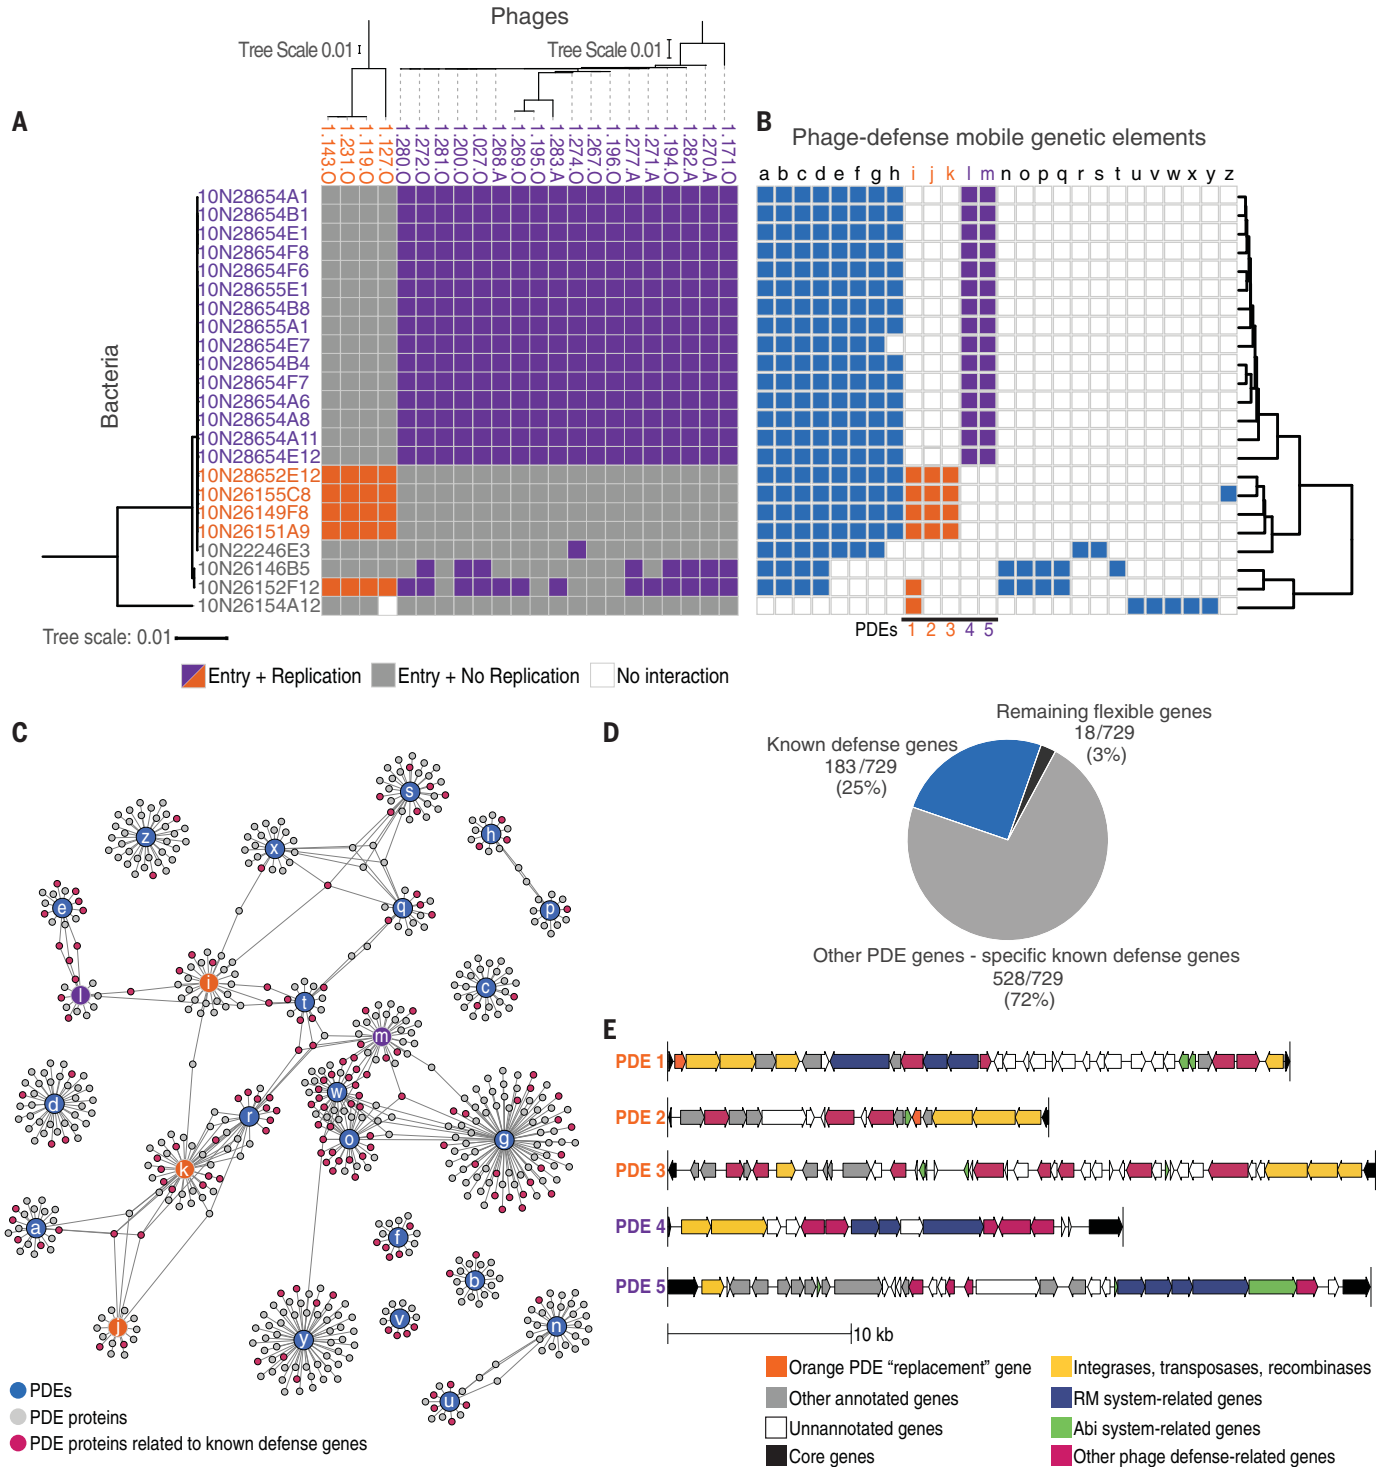 Phages
Tree Scale 0.01
Tree Scale 0.01
A
1.143.O
1.231.O
1.119.O
1.127.O
1.280.O
1.272.O
1.281.O
1.200.O
1.027.O
1.268.A
1.269.O
1.195.O
1.283.A
1.274.O
1.267.O
1.196.O
1.277.A
1.271.A
1.194.O
1.282.A
1.270.A
1.171.O
Bacteria
10N28654A1
10N28654B1
10N28654E1
10N28654F8
10N28654F6
10N28655E1
10N28654B8
10N28655A1
10N28654E7
10N28654B4
10N28654F7
10N28654A6
10N28654A8
10N28654A11
10N28654E12
10N28652E12
10N26155C8
10N26149F8
10N26151A9
10N22246E3
10N26146B5
10N26152F12
10N26154A12
Tree scale: 0.01
Entry + Replication
Entry + No Replication
No interaction
B
Phage-defense mobile genetic elements
a b c d e f g h i j k l m n o p q r s t u v w x y z
PDEs 1 2 3 4 5
C
s
z
x
h
e
q
p
i
l
t
c
m
d
w
r
o
g
k
a
f
b
j
v
y
n
u
PDEs
PDE proteins
PDE proteins related to known defense genes
D
Remaining flexible genes
18/729
(3%)
Known defense genes
183/729
(25%)
Other PDE genes - specific known defense genes
528/729
(72%)
E
PDE 1
PDE 2
PDE 3
PDE 4
PDE 5
10 kb
Orange PDE “replacement” gene
Other annotated genes
Unnannotated genes
Core genes
Integrases, transposases, recombinases
RM system-related genes
Abi system-related genes
Other phage defense-related genes